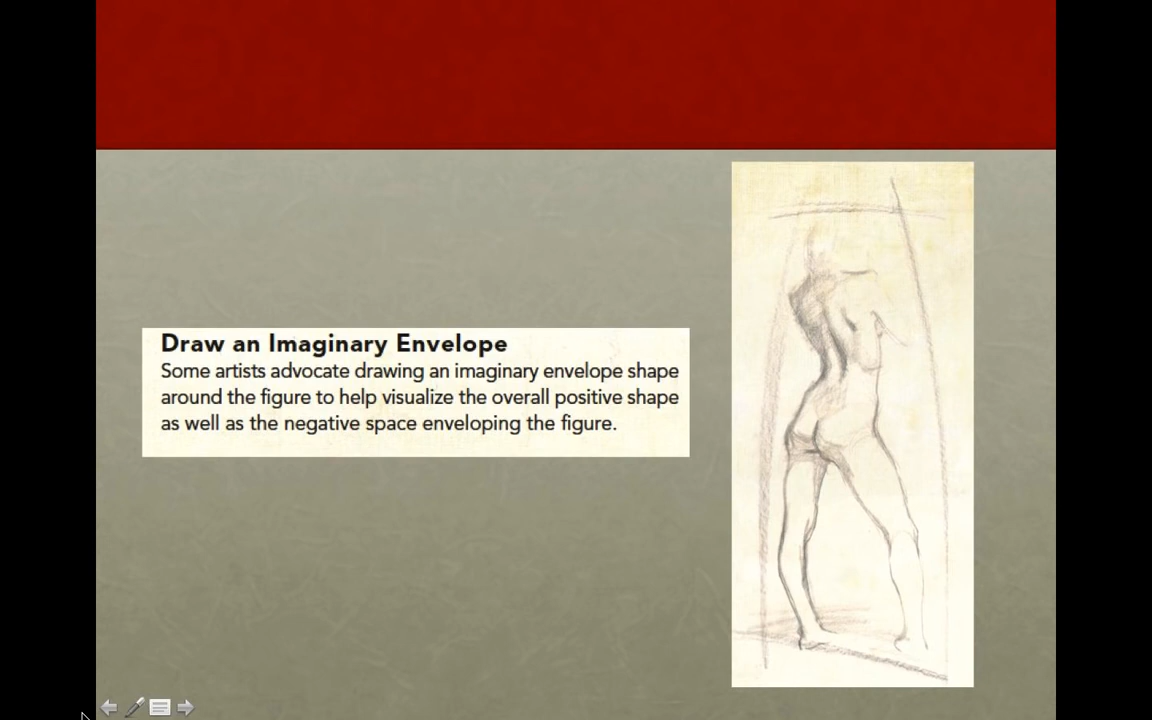 Draw an Imaginary Envelope
Some artists advocate drawing an imaginary envelope shape
around the figure to help visualize the overall positive shape
as well as the negative space enveloping the figure.